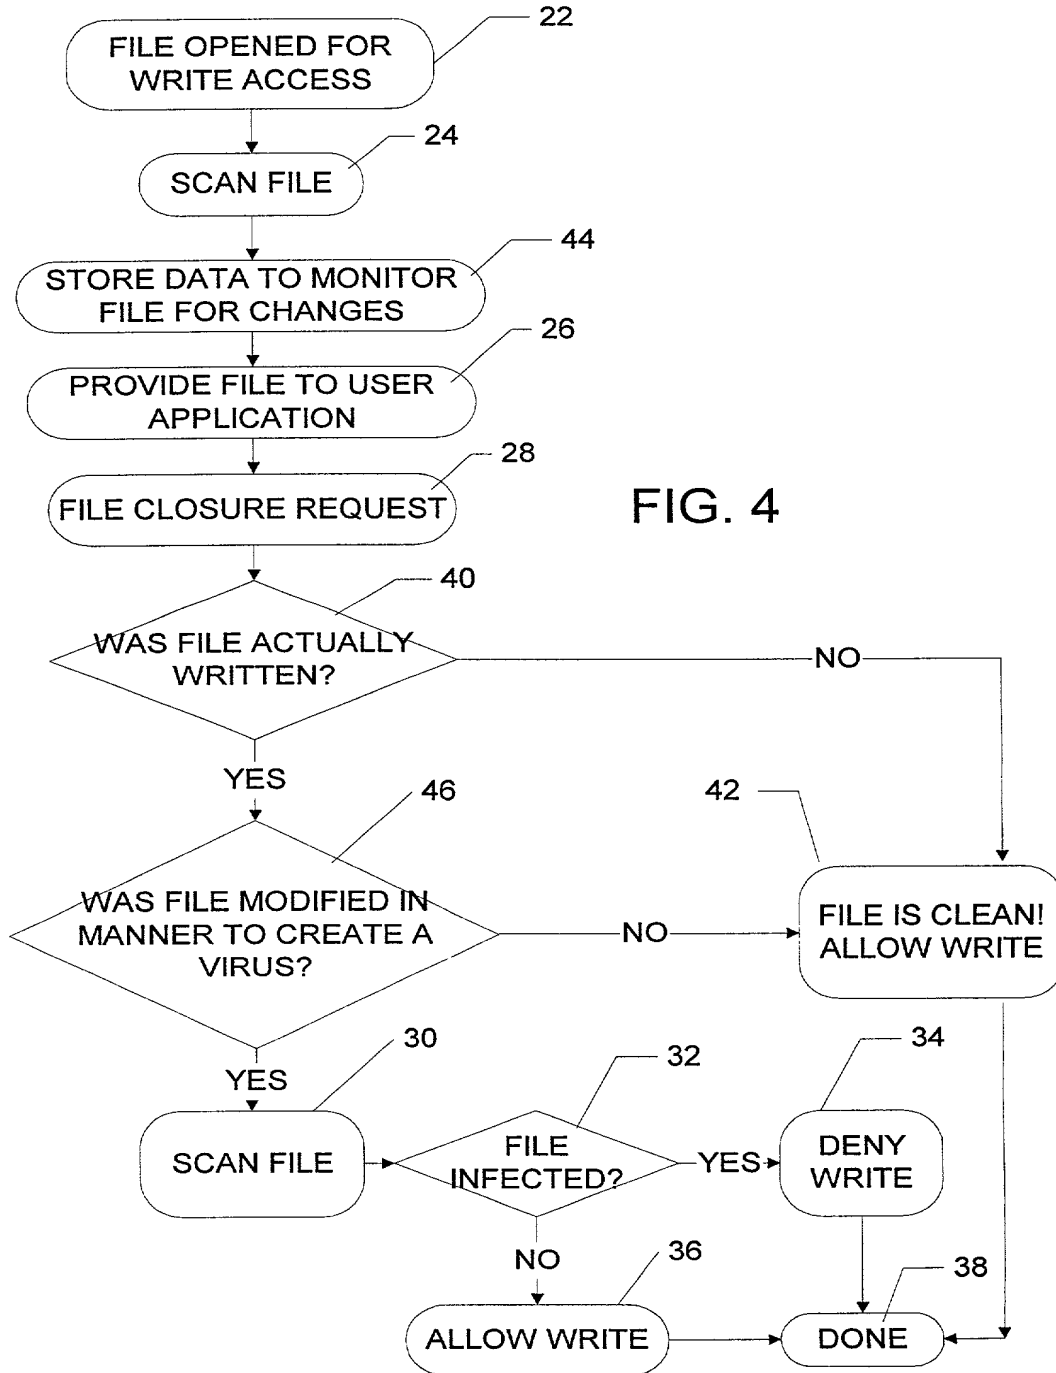 22
FILE OPENED FOR
WRITE ACCESS
24
SCAN FILE
44
STORE DATA TO MONITOR
FILE FOR CHANGES
26
PROVIDE FILE TO USER
APPLICATION
28
FILE CLOSURE REQUEST
FIG. 4
40
WAS FILE ACTUALLY
WRITTEN?
NO
YES
46
42
WAS FILE MODIFIED IN
MANNER TO CREATE A
VIRUS?
NO
FILE IS CLEAN!
ALLOW WRITE
YES
30
32
34
SCAN FILE
FILE
INFECTED?
YES
DENY
WRITE
NO
36
38
ALLOW WRITE
DONE